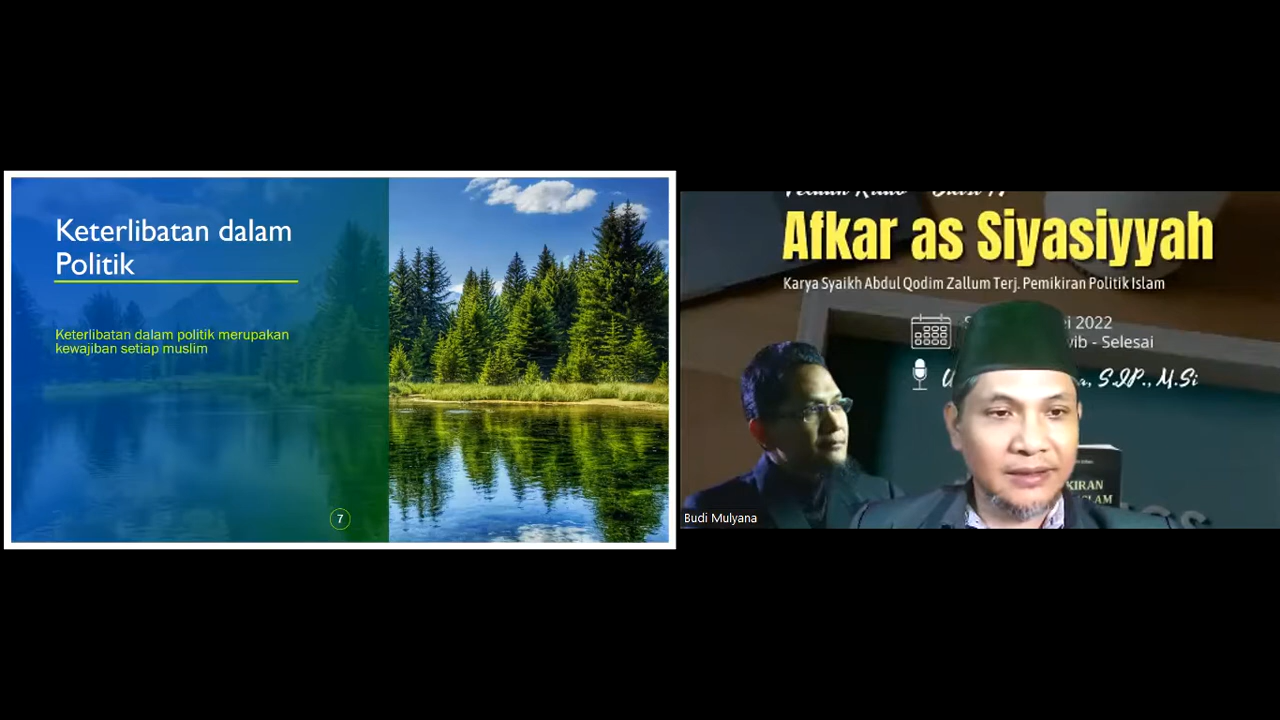 Keterlibatan dalam
Politik
Keterlibatan dalam politik merupakan
kewajiban setiap muslim
7
Afkar as Siyasiyyah
Karya Syaikh Abdul Qodim Zallum Terj. Pemikiran Politik Islam
2022
- Selesai
S.IP., M.Si
Budi Mulyana